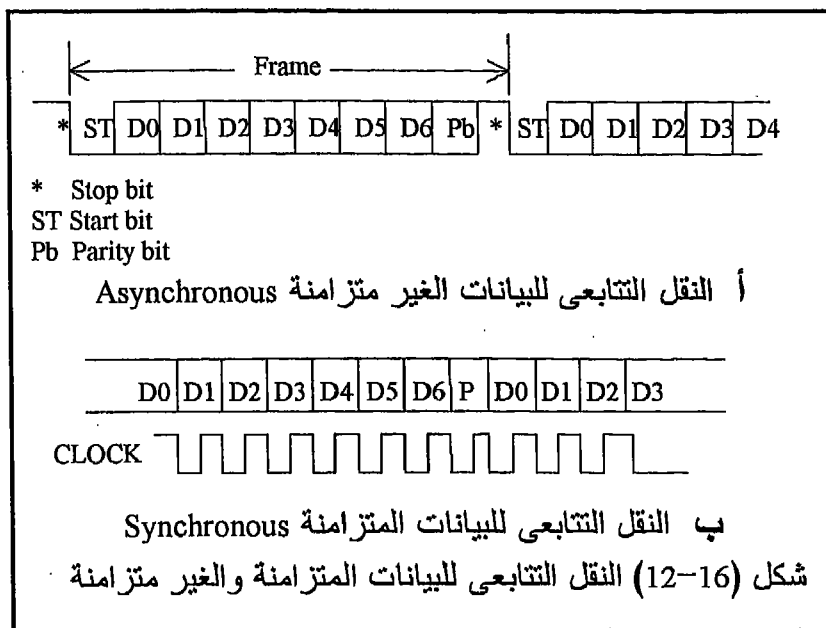 Frame
* ST D0 D1 D2 D3 D4 D5 D6 Pb * ST D0 D1 D2 D3 D4
* Stop bit
ST Start bit
Pb Parity bit
أ النقل التتابعى للبيانات الغير متزامنة Asynchronous
D0 D1 D2 D3 D4 D5 D6 P D0 D1 D2 D3
CLOCK
ب النقل التتابعى للبيانات المتزامنة Synchronous
شكل (16-12) النقل التتابعى للبيانات المتزامنة والغير متزامنة